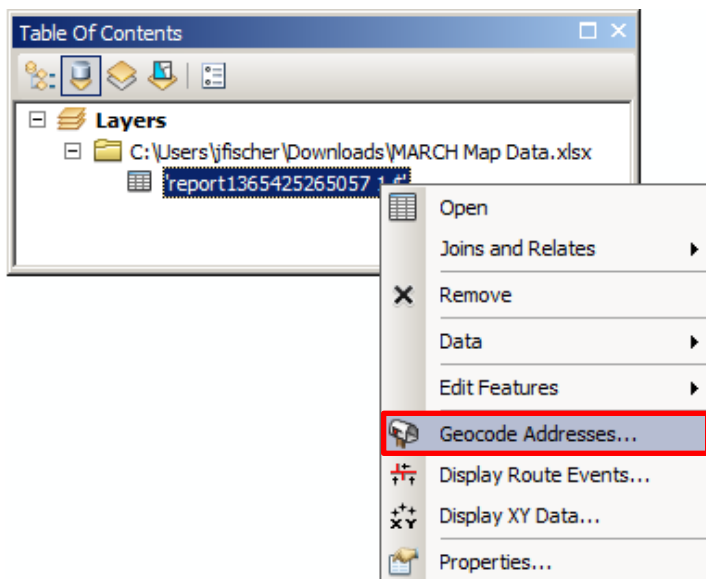 Table Of Contents
Layers
C:\Users\jfischer\Downloads\MARCH Map Data.xlsx
'report1365425265057 1 #'
Open
Joins and Relates
Remove
Data
Edit Features
Geocode Addresses...
Display Route Events...
XY Display XY Data...
Properties...